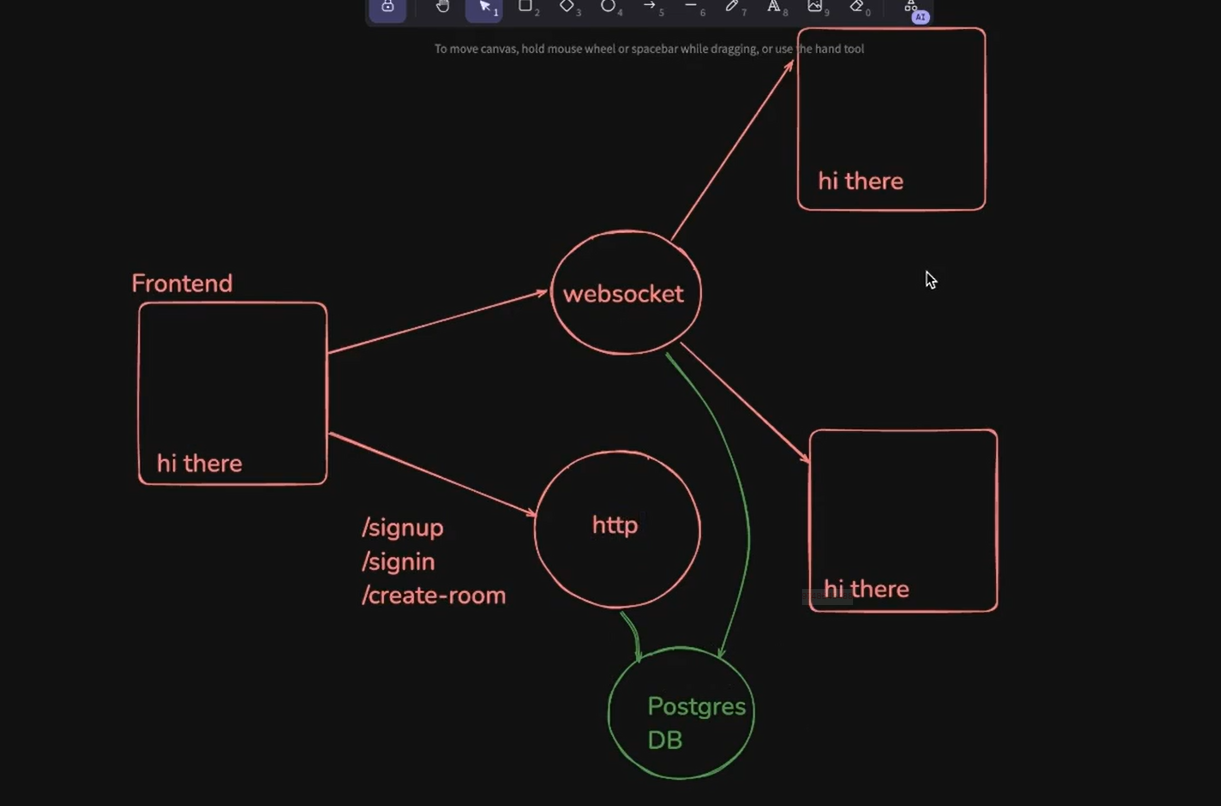 1
2
3
4
5
6
7
A 8
9
0
AI
To move canvas, hold mouse wheel or spacebar while dragging, or use the hand tool
hi there
websocket
Frontend
hi there
http
/signup
/signin
/create-room
hi there
Postgres
DB